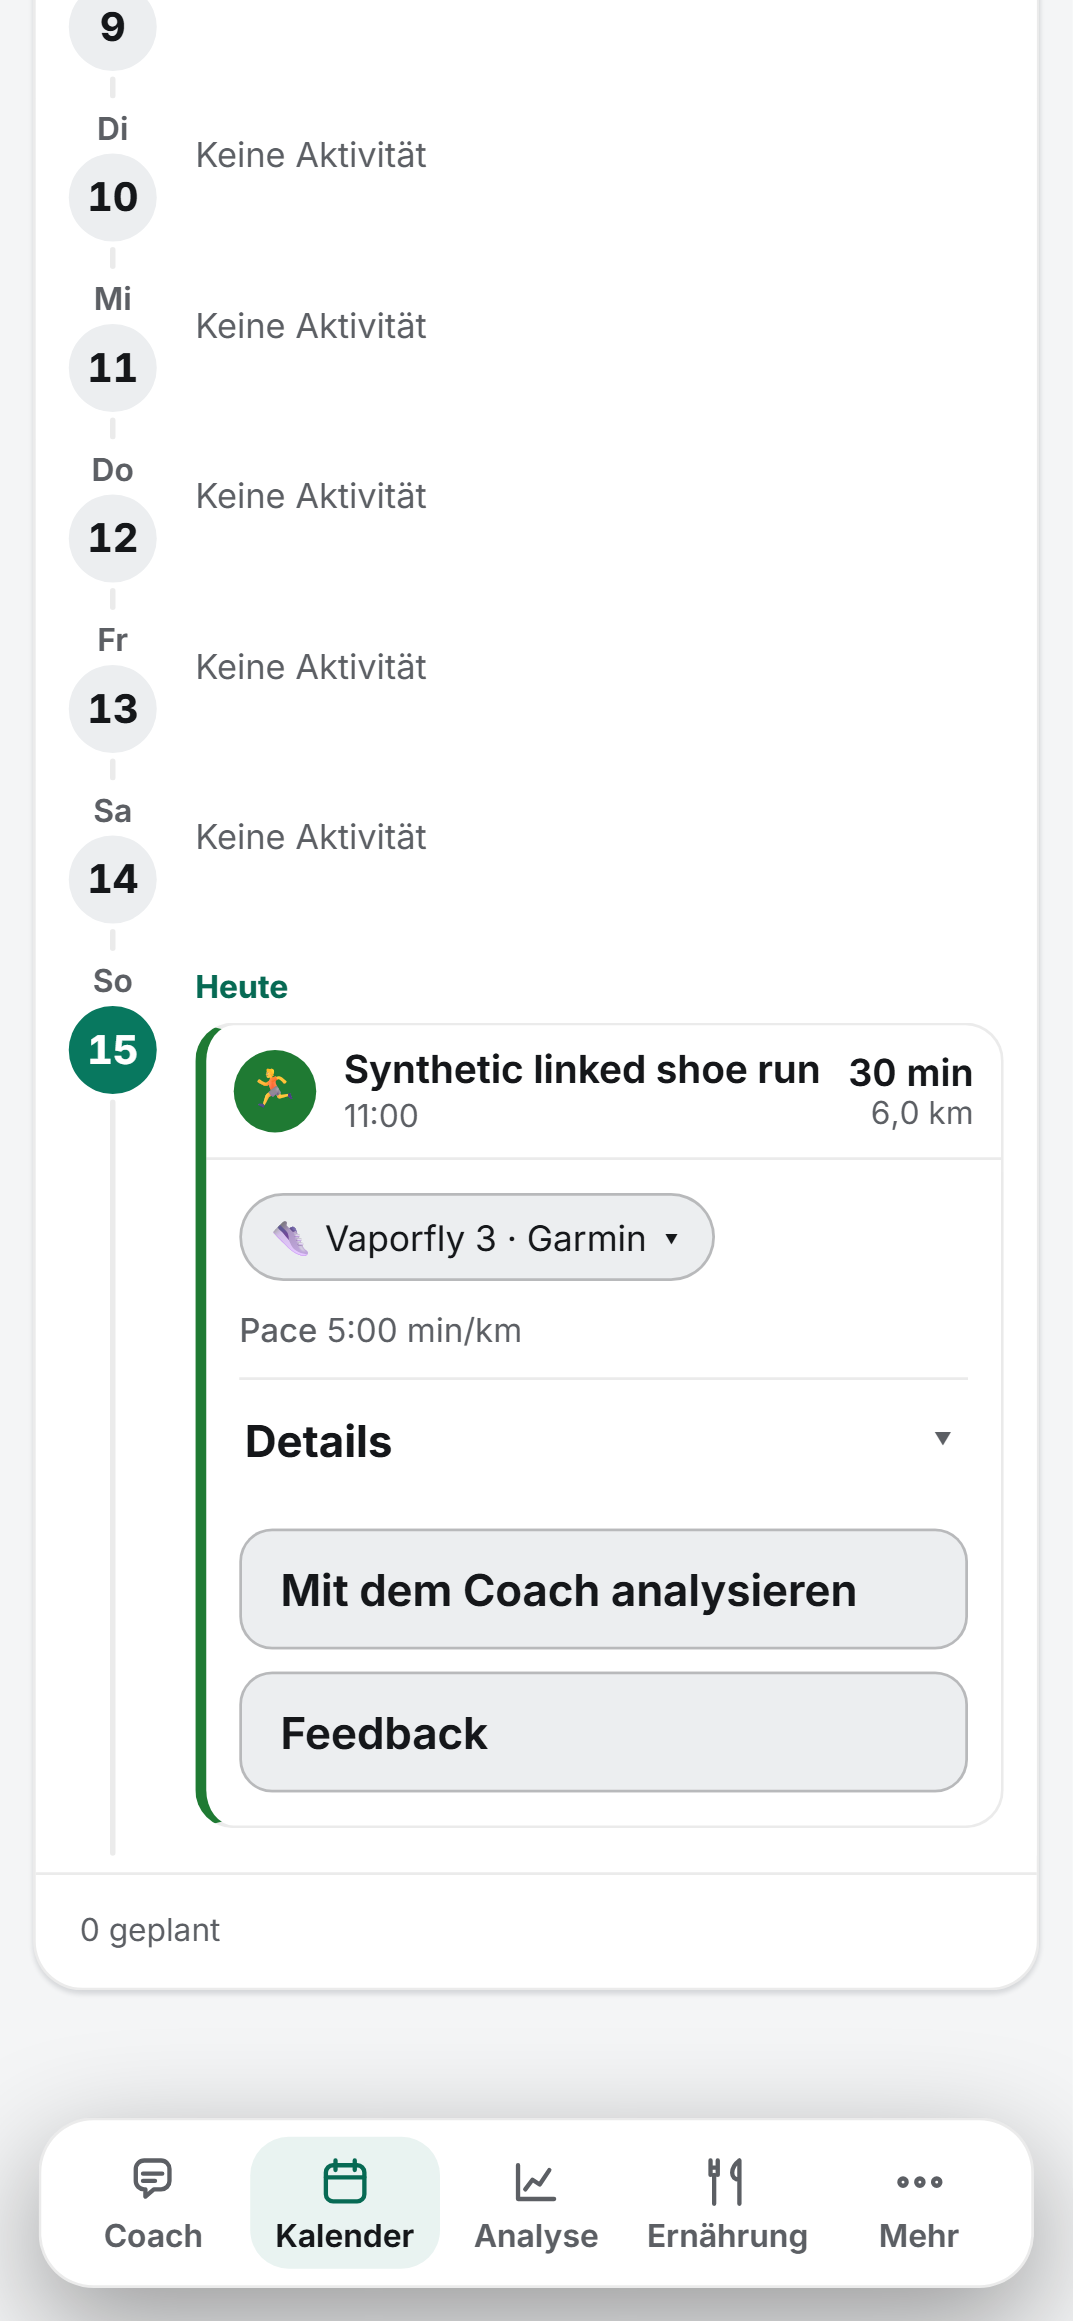 9
Di
10
Keine Aktivität
Mi
11
Keine Aktivität
Do
12
Keine Aktivität
Fr
13
Keine Aktivität
Sa
14
Keine Aktivität
So
15
Heute
Synthetic linked shoe run
30 min
11:00
6,0 km
Vaporfly 3 · Garmin ▾
Pace 5:00 min/km
Details
Mit dem Coach analysieren
Feedback
0 geplant
Coach
Kalender
Analyse
Ernährung
Mehr